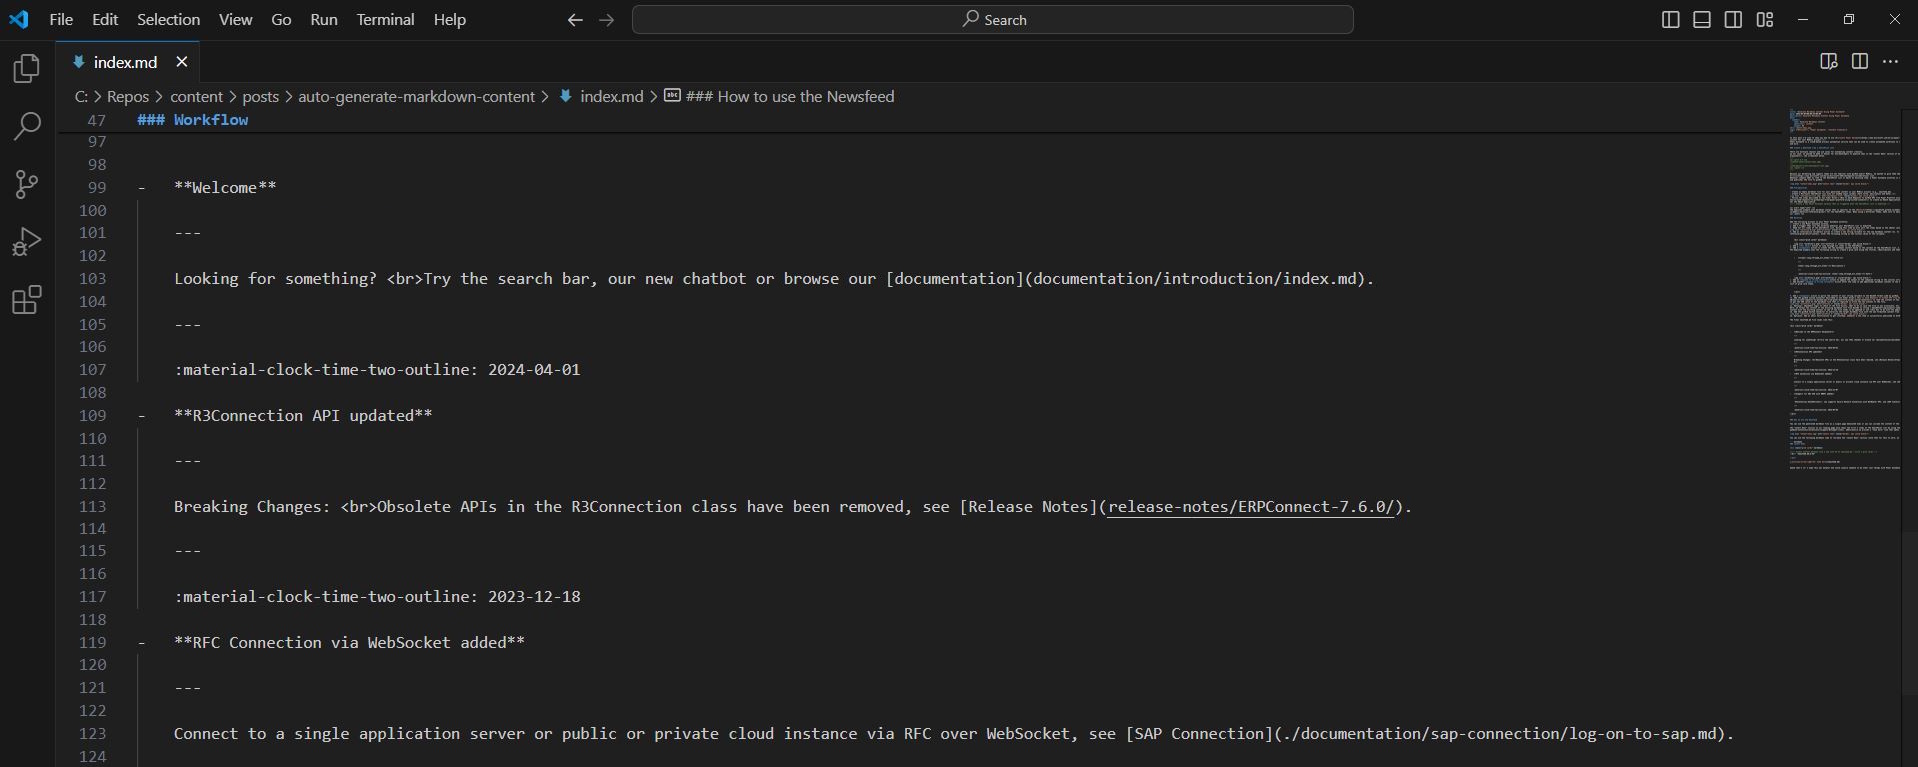 File Edit Selection View Go Run Terminal Help Search
index.md
C: > Repos > content > posts > auto-generate-markdown-content > index.md > abc ### How to use the Newsfeed
47 ### Workflow
97
98
99 - **Welcome**
100
101 ---
102
103 Looking for something? <br>Try the search bar, our new chatbot or browse our [documentation](documentation/introduction/index.md).
104
105 ---
106
107 :material-clock-time-two-outline: 2024-04-01
108
109 - **R3Connection API updated**
110
111 ---
112
113 Breaking Changes: <br>Obsolete APIs in the R3Connection class have been removed, see [Release Notes](release-notes/ERPConnect-7.6.0/).
114
115 ---
116
117 :material-clock-time-two-outline: 2023-12-18
118
119 - **RFC Connection via WebSocket added**
120
121 ---
122
123 Connect to a single application server or public or private cloud instance via RFC over WebSocket, see [SAP Connection](./documentation/sap-connection/log-on-to-sap.md).
124